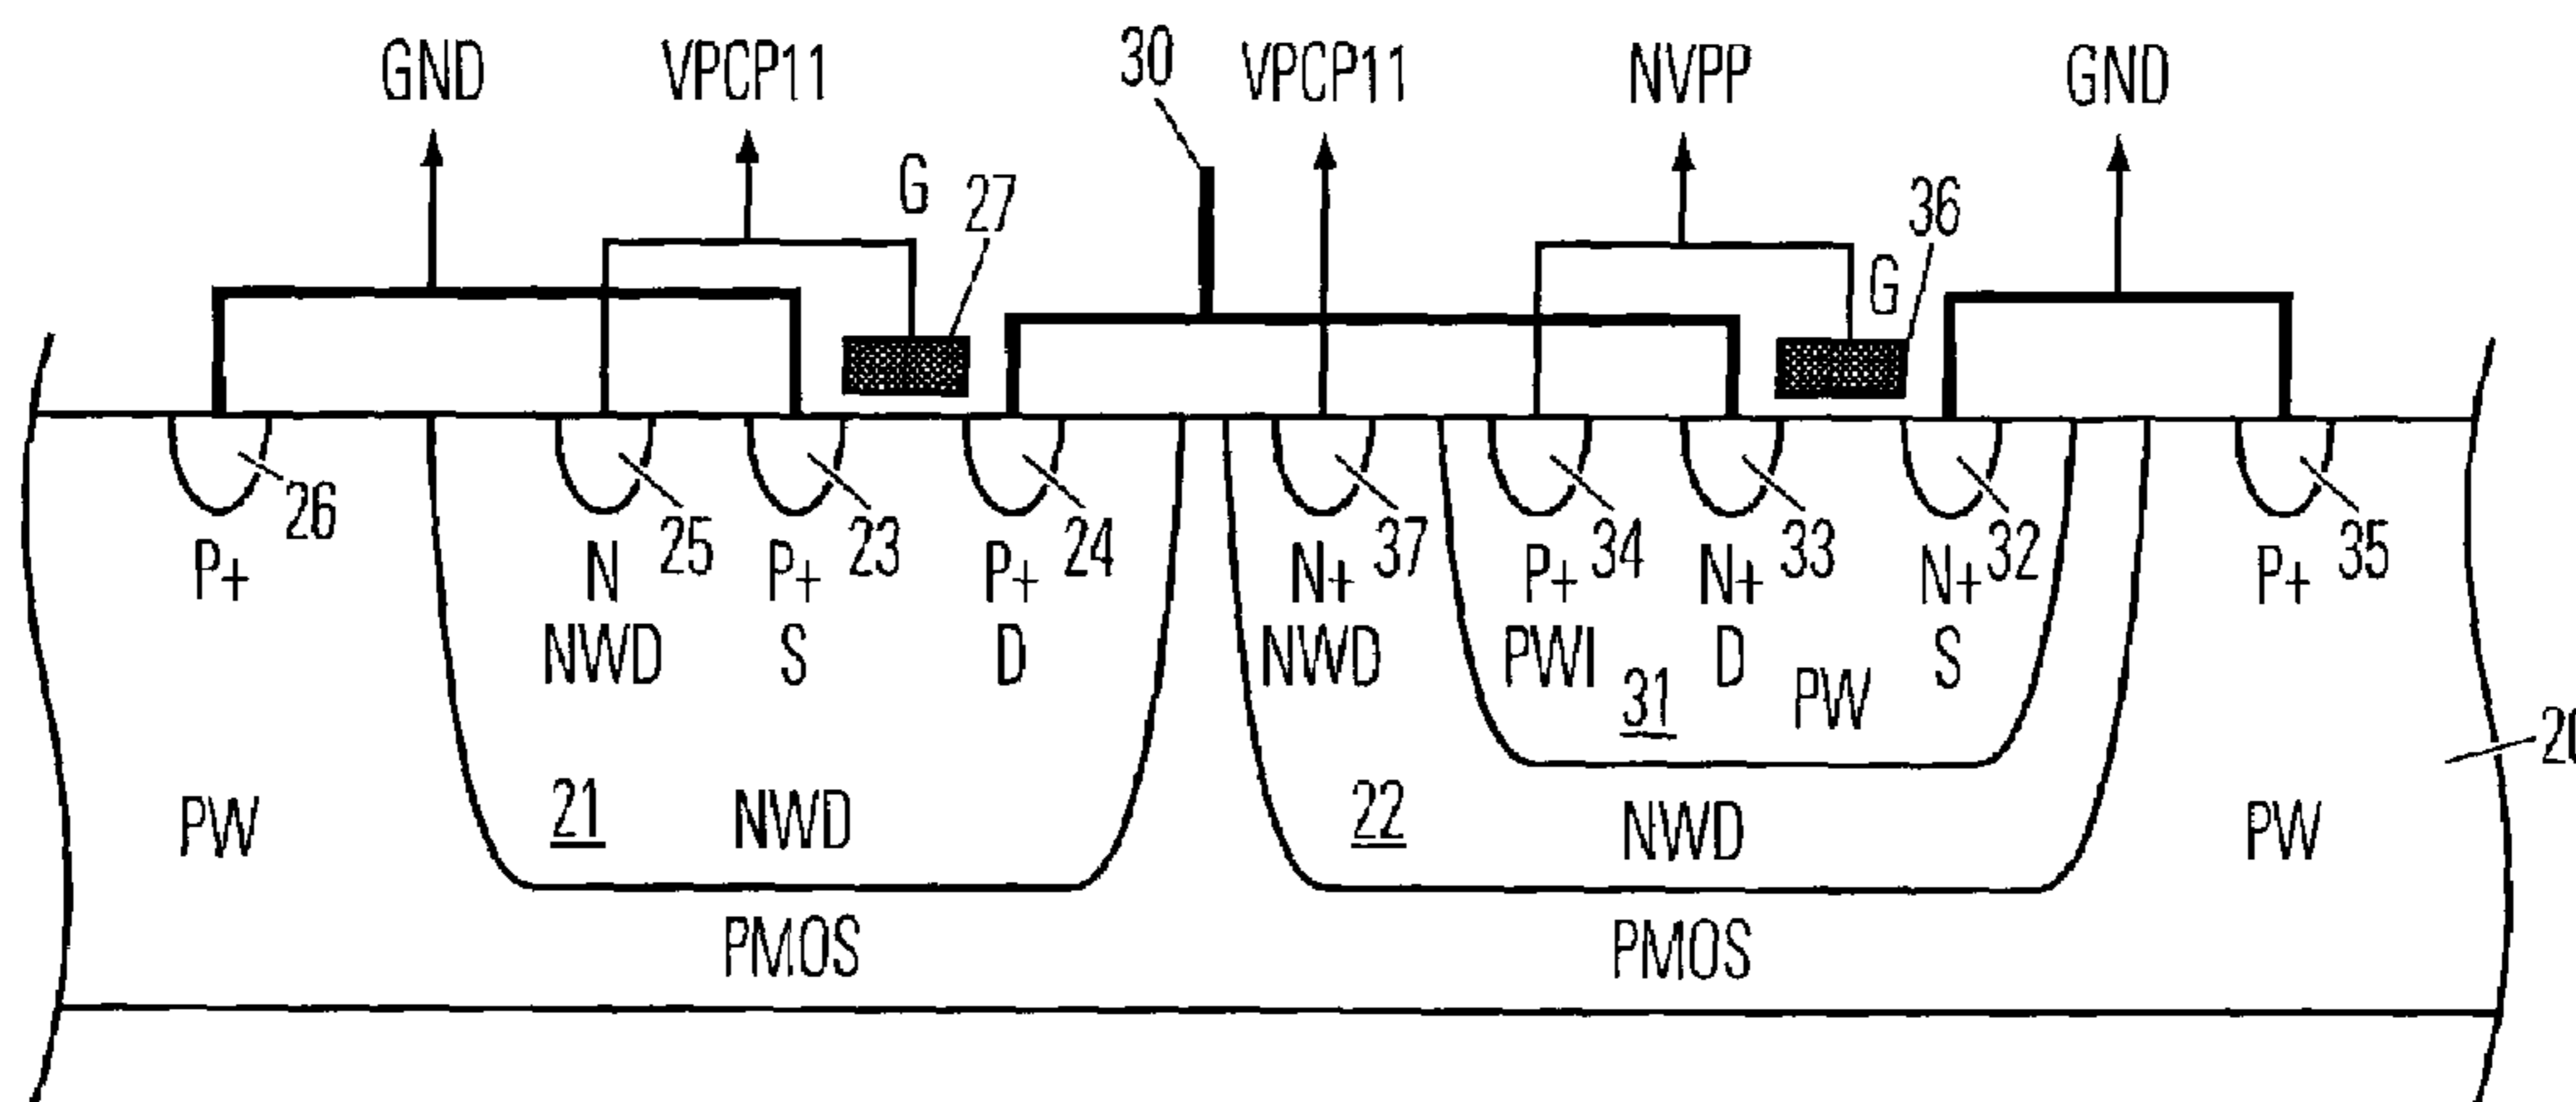 GND VPCP11 30 VPCP11 NVPP GND
G 27 G 36
26 25 23 24 37 34 33 32 35
P+ N P+ P+ N+ P+ N+ N+ P+
NWD S D NWD PWI D S
31 PW
20
PW 21 NWD 22 NWD PW
PMOS PMOS